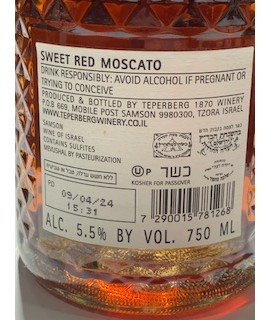 SWEET RED MOSCATO
DRINK RESPONSIBLY: AVOID ALCOHOL IF PREGNANT OR
TRYING TO CONCEIVE
PRODUCED & BOTTLED BY TEPERBERG 1870 WINERY
P.O.B 669, MOBILE POST SAMSON 9980300, TZORA ISRAEL
WWW.TEPERBERGWINERY.CO.IL
SAMSON
WINE OF ISRAEL
CONTAINS SULFITES
MEVUSHAL BY PASTEURIZATION
כשר
U P
KOSHER FOR PASSOVER
09/04/24
15:31
7 290015 781268
ALC. 5.5% BY VOL. 750 ML